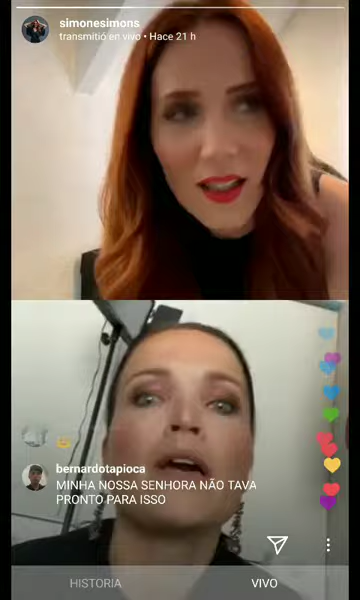 simonesimons
transmitió en vivo • Hace 21 h
bernardotapioca
MINHA NOSSA SENHORA NÃO TAVA
PRONTO PARA ISSO
HISTORIA
VIVO